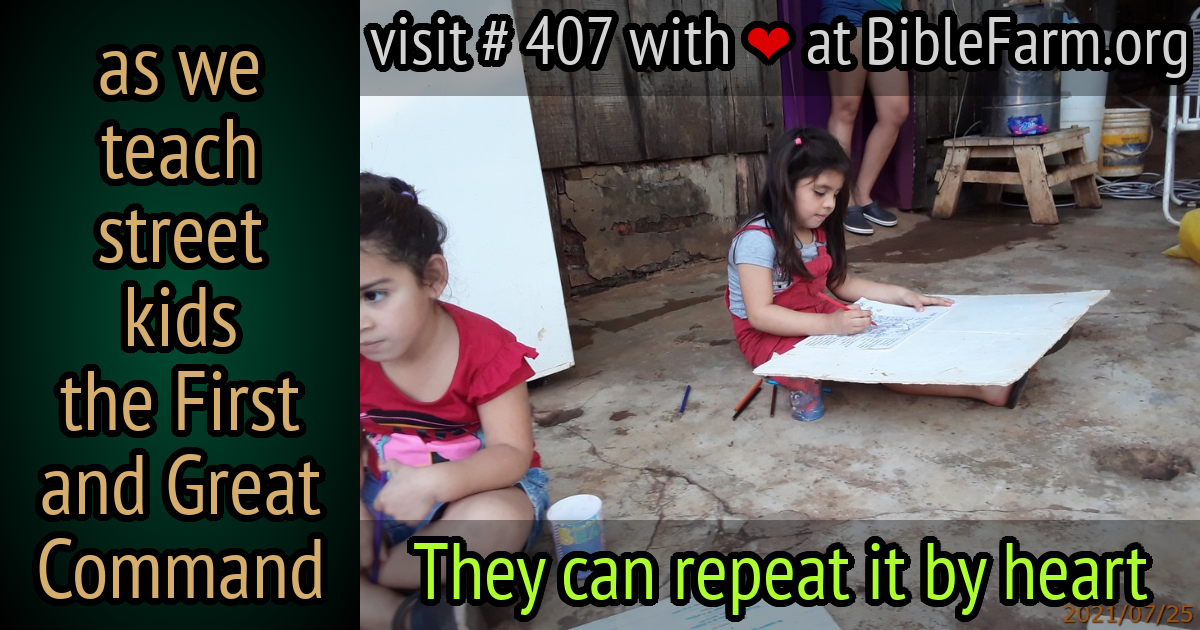 as we
teach
street
kids
the First
and Great
Command
visit # 407 with ❤ at BibleFarm.org
They can repeat it by heart
2021/07/25